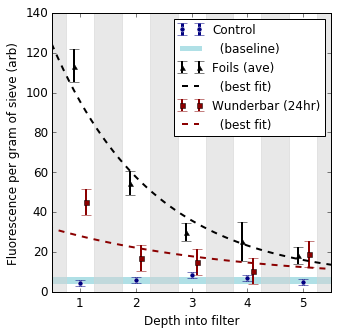 140
120
100
80
60
40
20
0
Fluorescence per gram of sieve (arb)
Control
(baseline)
Foils (ave)
(best fit)
Wunderbar (24hr)
(best fit)
1 2 3 4 5
Depth into filter